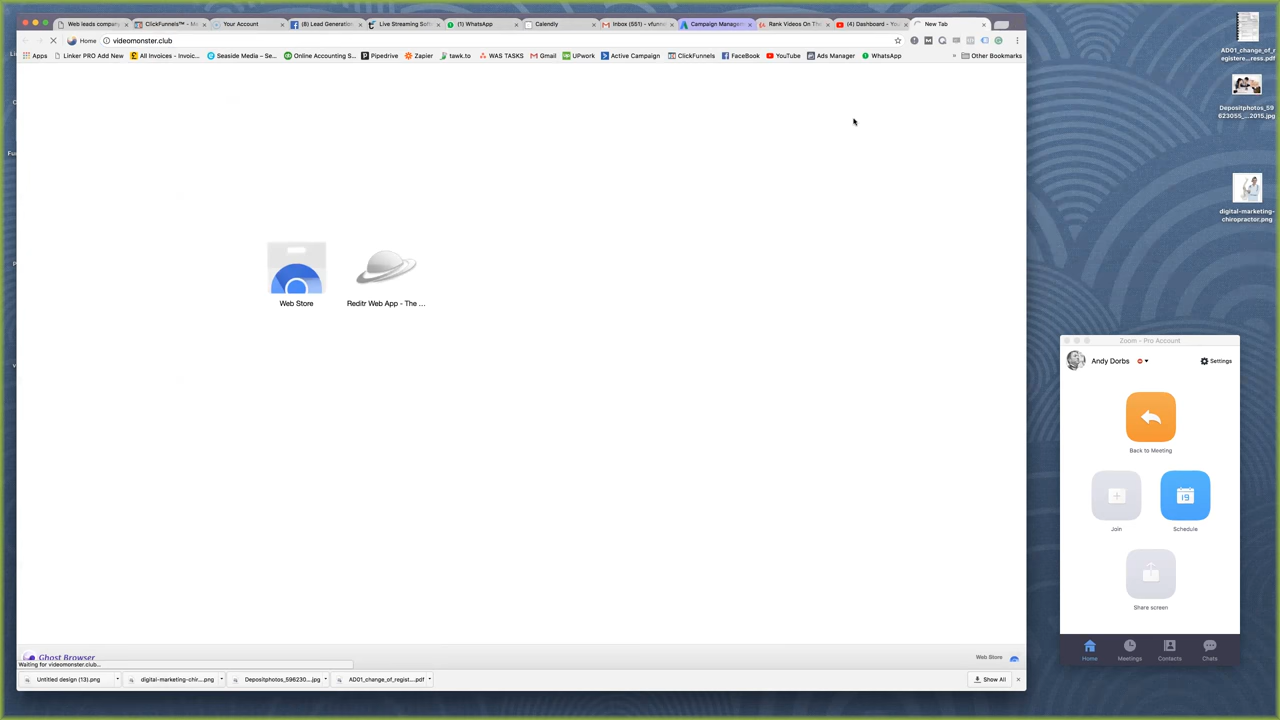 Web leads company
ClickFunnels™ - Me
Your Account
(8) Lead Generation
Live Streaming Soft
(1) WhatsApp
Calendly
Inbox (551) - vfunn
Campaign Managem
Rank Videos On The
(4) Dashboard - You
New Tab
Home
videomonster.club
Apps
Linker PRO Add New
All Invoices - Invoic...
Seaside Media – Se...
Online Accounting S...
Pipedrive
Zapier
tawk.to
WAS TASKS
Gmail
UPwork
Active Campaign
ClickFunnels
FaceBook
YouTube
Ads Manager
WhatsApp
»
Other Bookmarks
Web Store
Reditr Web App - The ...
Ghost Browser
Waiting for videomonster.club...
Web Store
Untitled design (13).png
digital-marketing-chir....png
Depositphotos_596230....jpg
AD01_change_of_regist....pdf
Show All
AD01_change_of_r
egistere...ress.pdf
Depositphotos_59
623055_...2015.jpg
digital-marketing-
chiropractor.png
Zoom - Pro Account
Andy Dorbs
Settings
Back to Meeting
19
Join
Schedule
Share screen
Home
Meetings
Contacts
Chats